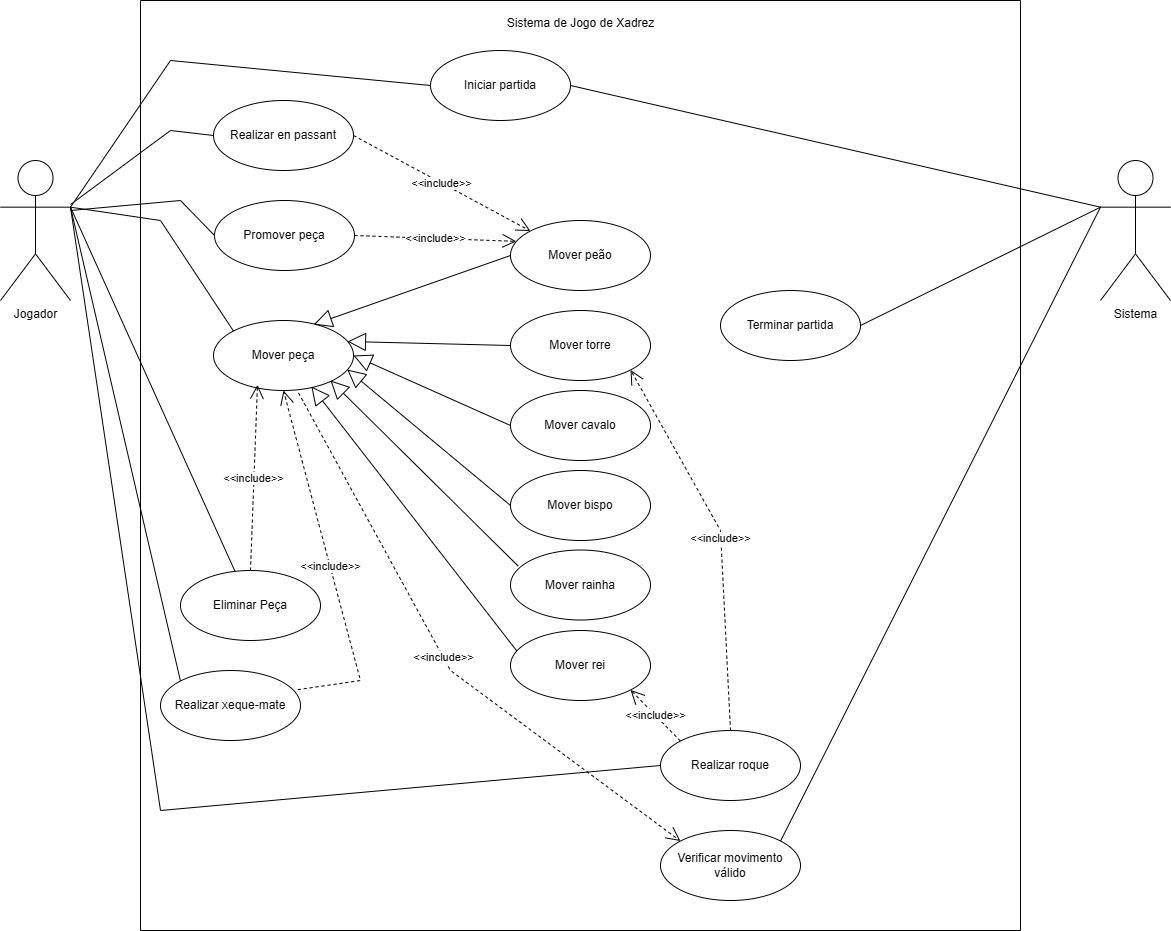 Sistema de Jogo de Xadrez
Iniciar partida
Realizar en passant
<<include>>
Promover peça
<<include>>
Mover peão
Jogador
Sistema
Terminar partida
Mover peça
Mover torre
Mover cavalo
<<include>>
Mover bispo
<<include>>
<<include>>
Mover rainha
Eliminar Peça
<<include>>
Mover rei
Realizar xeque-mate
<<include>>
Realizar roque
Verificar movimento
válido